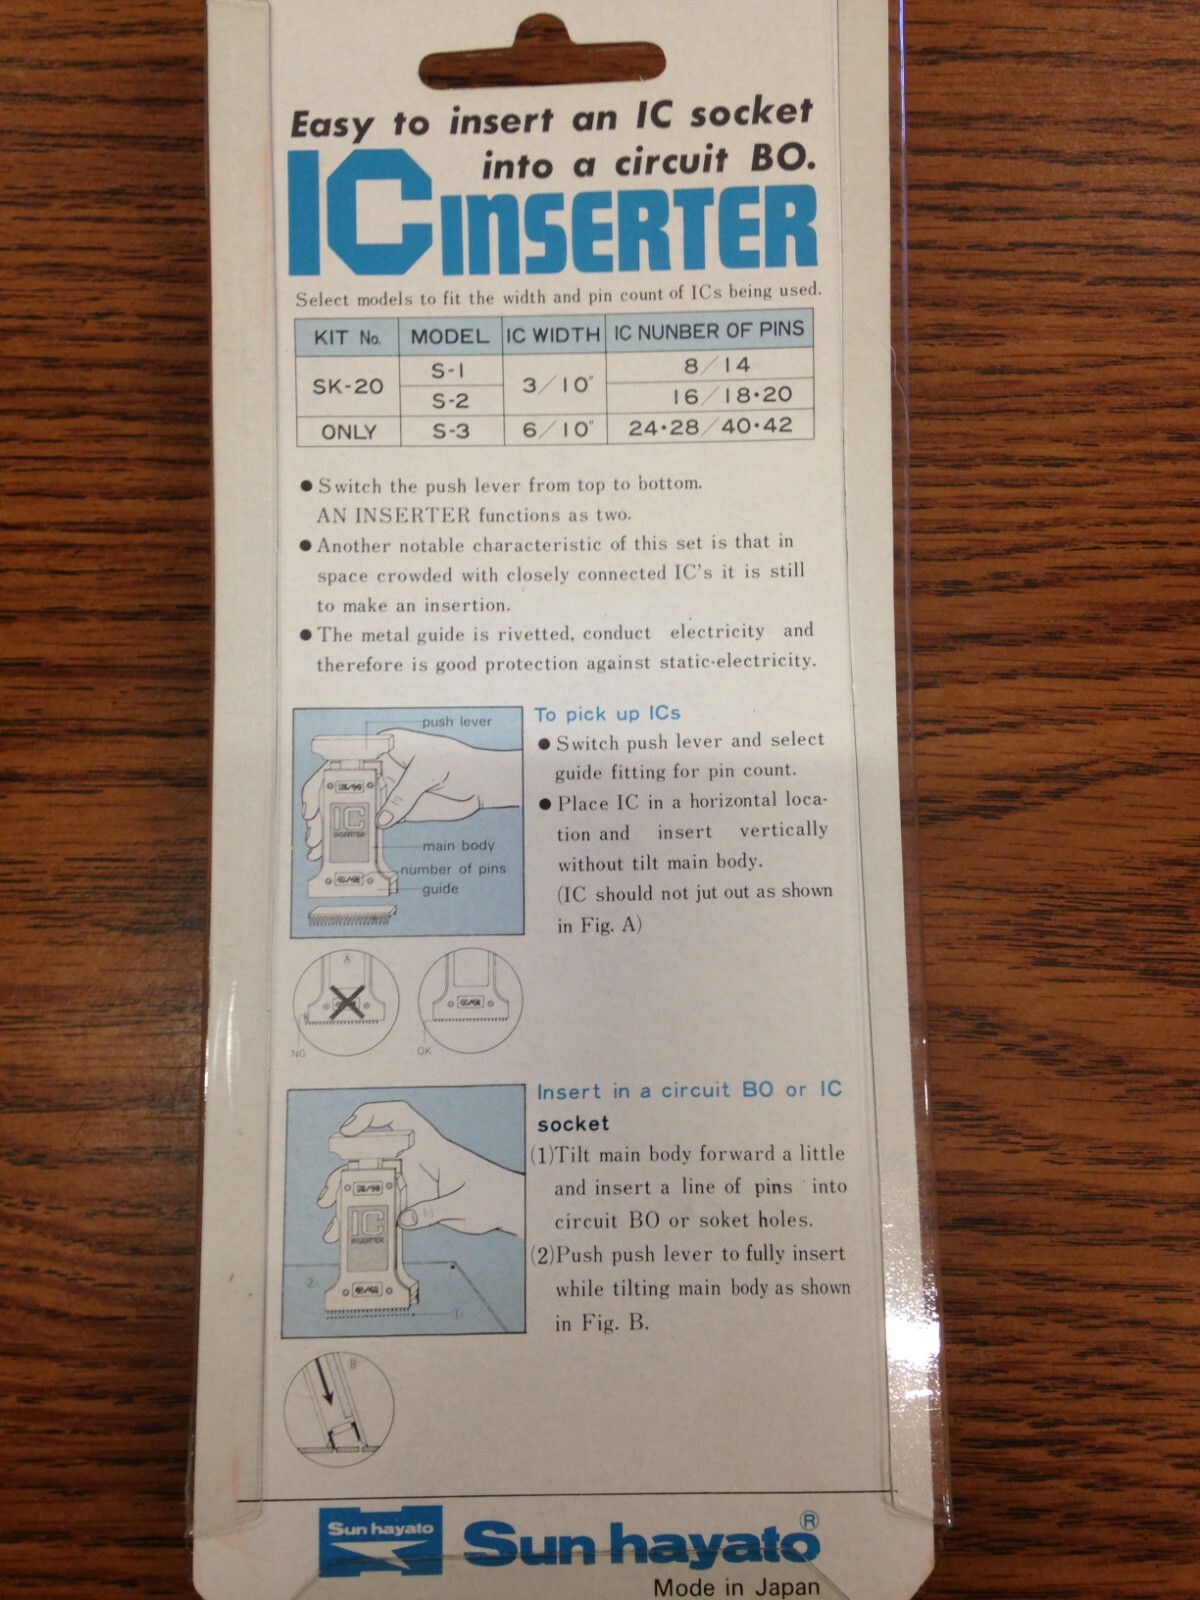 Easy to insert an IC socket
into a circuit BO.
IC INSERTER
Select models to fit the width and pin count of ICs being used.
KIT No. MODEL IC WIDTH IC NUNBER OF PINS
SK-20 S-1 3/10" 8/14
S-2 16/18·20
ONLY S-3 6/10" 24·28/40·42
● Switch the push lever from top to bottom.
AN INSERTER functions as two.
● Another notable characteristic of this set is that in
space crowded with closely connected IC's it is still
to make an insertion.
● The metal guide is rivetted, conduct electricity and
therefore is good protection against static-electricity.
push lever
IC
INSERTER
main body
number of pins
guide
To pick up ICs
● Switch push lever and select
guide fitting for pin count.
● Place IC in a horizontal loca-
tion and insert vertically
without tilt main body.
(IC should not jut out as shown
in Fig. A)
A
NG
OK
Insert in a circuit BO or IC
socket
(1)Tilt main body forward a little
and insert a line of pins into
circuit BO or soket holes.
(2)Push push lever to fully insert
while tilting main body as shown
in Fig. B.
IC
INSERTER
2
1
B
Sun hayato
Sun hayato®
Mode in Japan